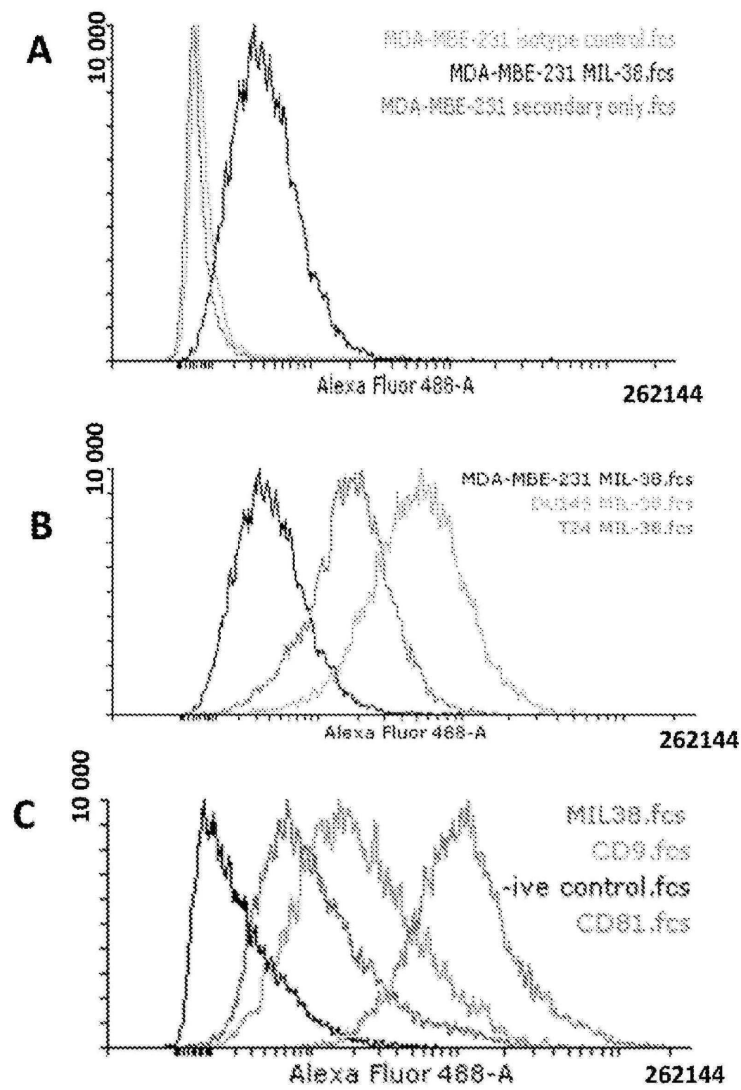 A
10 000
MDA-MBE-231 isotype control.fcs
MDA-MBE-231 MIL-38.fcs
MDA-MBE-231 secondary only.fcs
Alexa Fluor 488-A
262144
B
10 000
MDA-MBE-231 MIL-38.fcs
DU145 MIL-38.fcs
T24 MIL-38.fcs
Alexa Fluor 488-A
262144
C
10 000
MIL38.fcs
CD9.fcs
-ive control.fcs
CD81.fcs
Alexa Fluor 488-A
262144